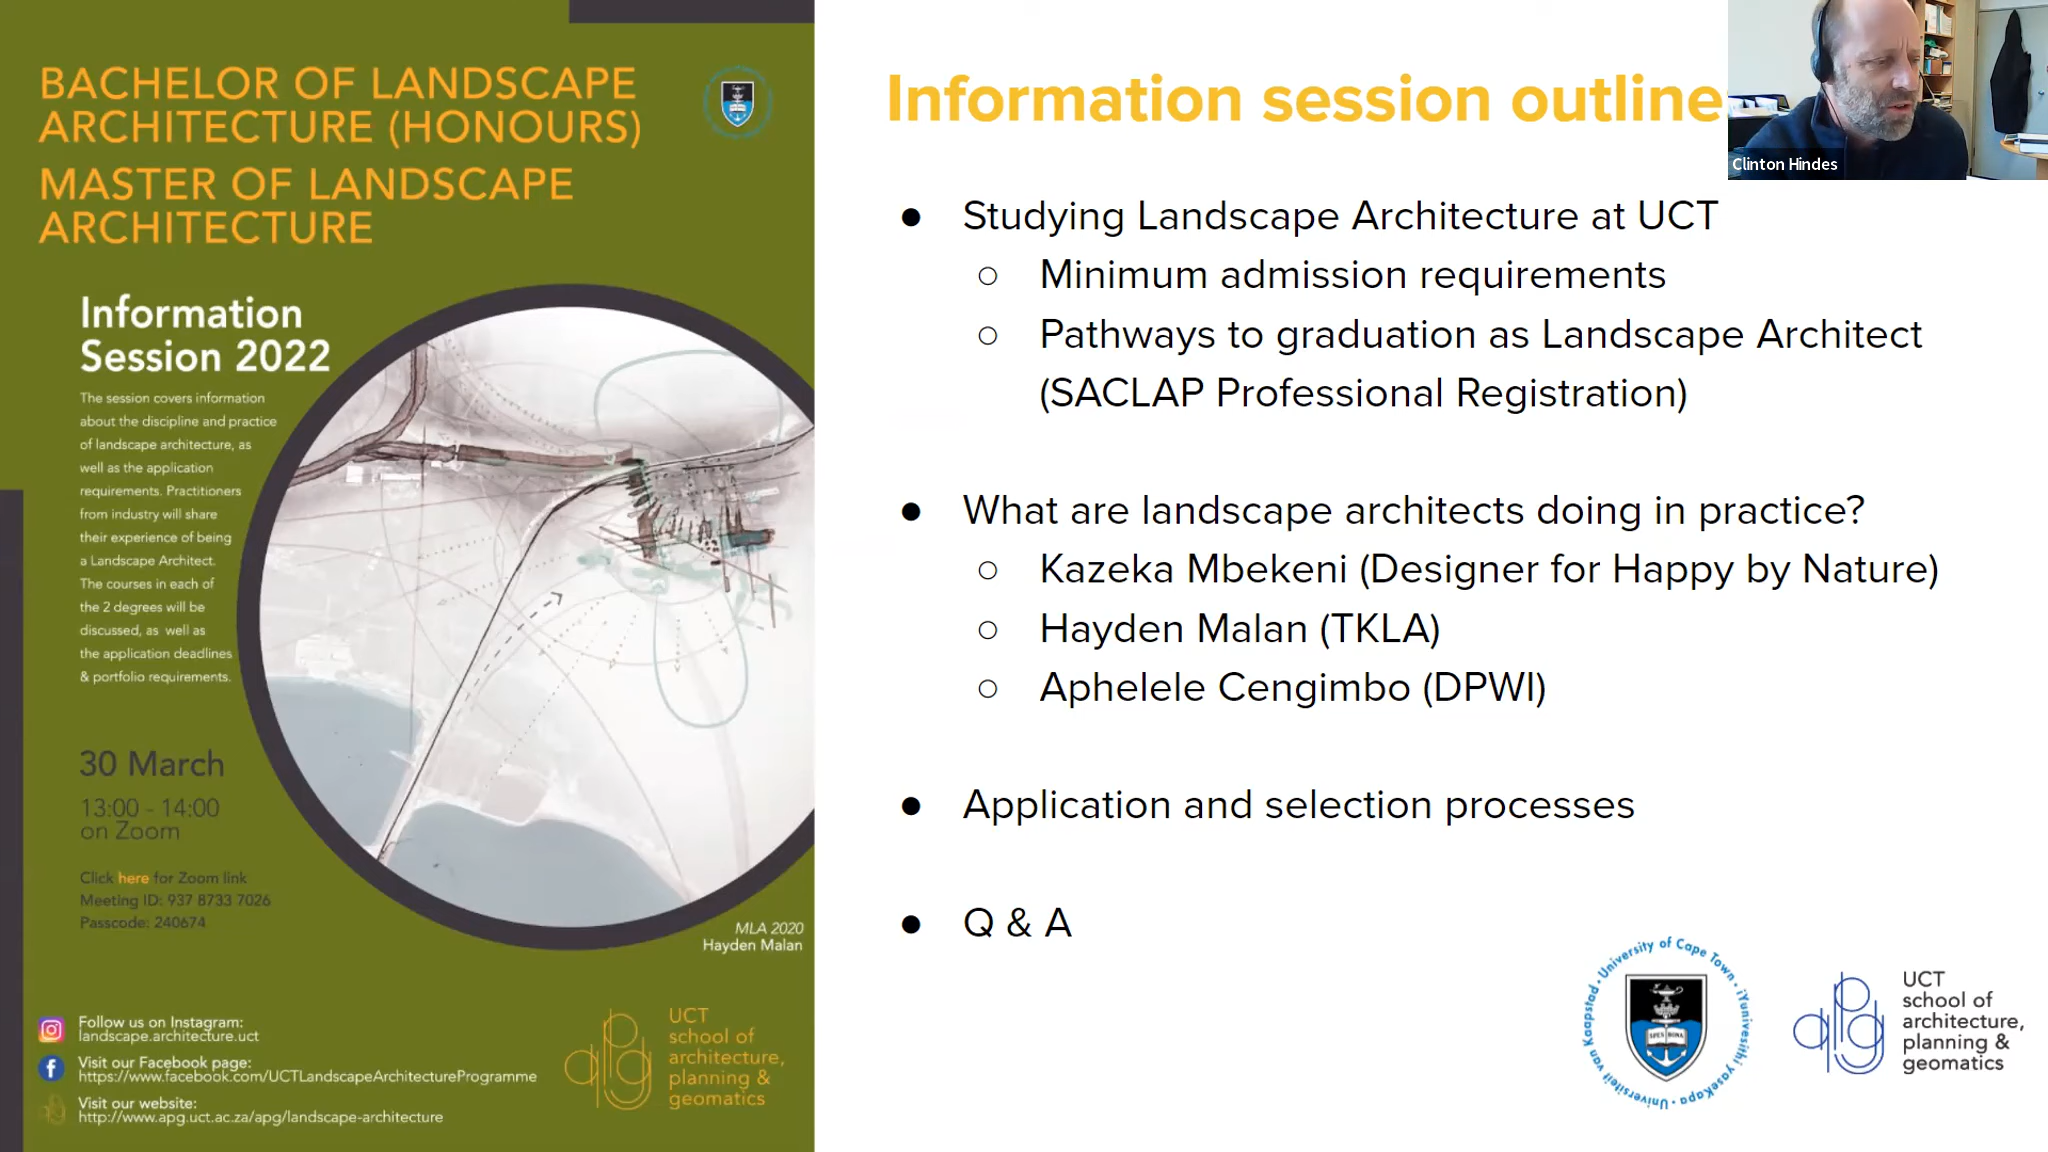 BACHELOR OF LANDSCAPE
ARCHITECTURE (HONOURS)
MASTER OF LANDSCAPE
ARCHITECTURE
Information
Session 2022
The session covers information
about the discipline and practice
of landscape architecture, as
well as the application
requirements. Practitioners
from industry will share
their experience of being
a Landscape Architect.
The courses in each of
the 2 degrees will be
discussed, as well as
the application deadlines
& portfolio requirements.
30 March
13:00 - 14:00
on Zoom
Click here for Zoom link
Meeting ID: 937 8733 7026
Passcode: 240674
MLA 2020
Hayden Malan
Follow us on Instagram:
landscape.architecture.uct
Visit our Facebook page:
https://www.facebook.com/UCTLandscapeArchitectureProgramme
Visit our website:
http://www.apg.uct.ac.za/apg/landscape-architecture
apg
UCT
school of
architecture,
planning &
geomatics
Information session outline
Clinton Hindes
● Studying Landscape Architecture at UCT
○ Minimum admission requirements
○ Pathways to graduation as Landscape Architect
(SACLAP Professional Registration)
● What are landscape architects doing in practice?
○ Kazeka Mbekeni (Designer for Happy by Nature)
○ Hayden Malan (TKLA)
○ Aphelele Cengimbo (DPWI)
● Application and selection processes
● Q & A
University of Cape Town · iYunivesithi yaseKapa · Universiteit van Kaapstad ·
SPES BONA
apg
UCT
school of
architecture,
planning &
geomatics